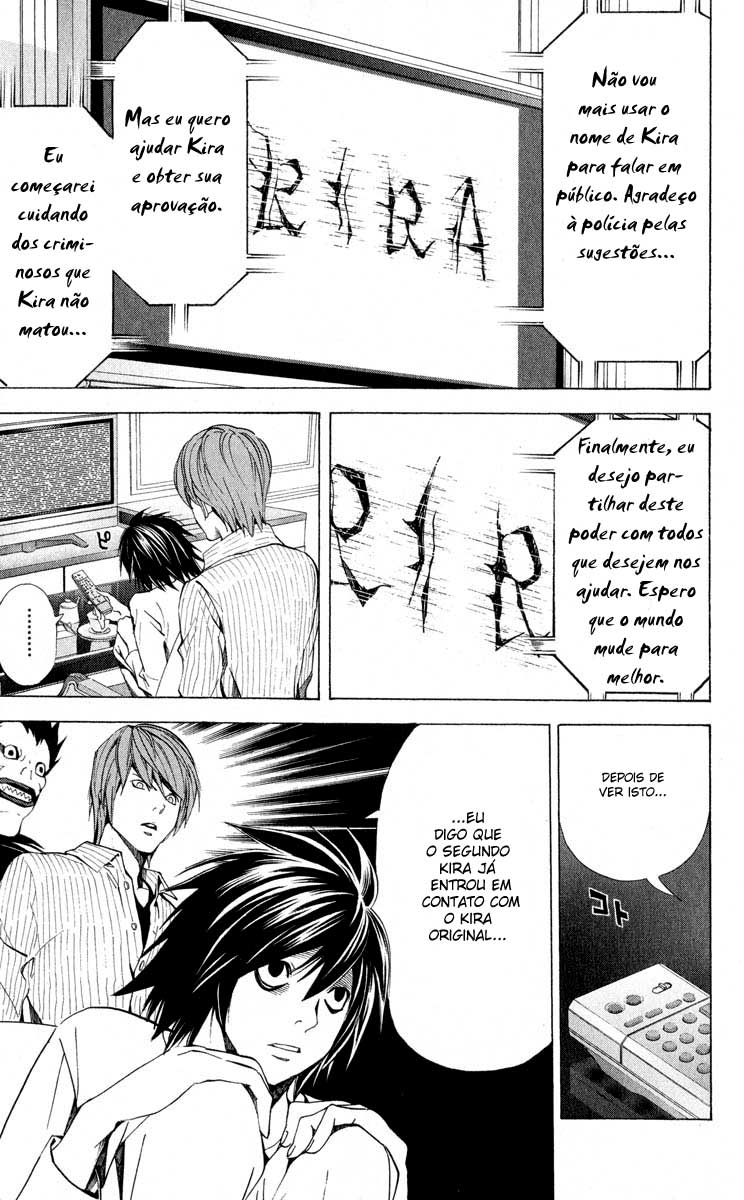 Não vou
mais usar o
nome de Kira
para falar em
público. Agradeço
à polícia pelas
sugestões...
Mas eu quero
ajudar Kira
e obter sua
aprovação.
Eu
começarei
cuidando
dos crimi-
nosos que
Kira não
matou...
KIRA
Finalmente, eu
desejo par-
tilhar deste
poder com todos
que desejem nos
ajudar. Espero
que o mundo
mude para
melhor.
KIR
ピ
........
DEPOIS DE
VER ISTO...
コト
...EU
DIGO QUE
O SEGUNDO
KIRA JÁ
ENTROU EM
CONTATO COM
O KIRA
ORIGINAL...